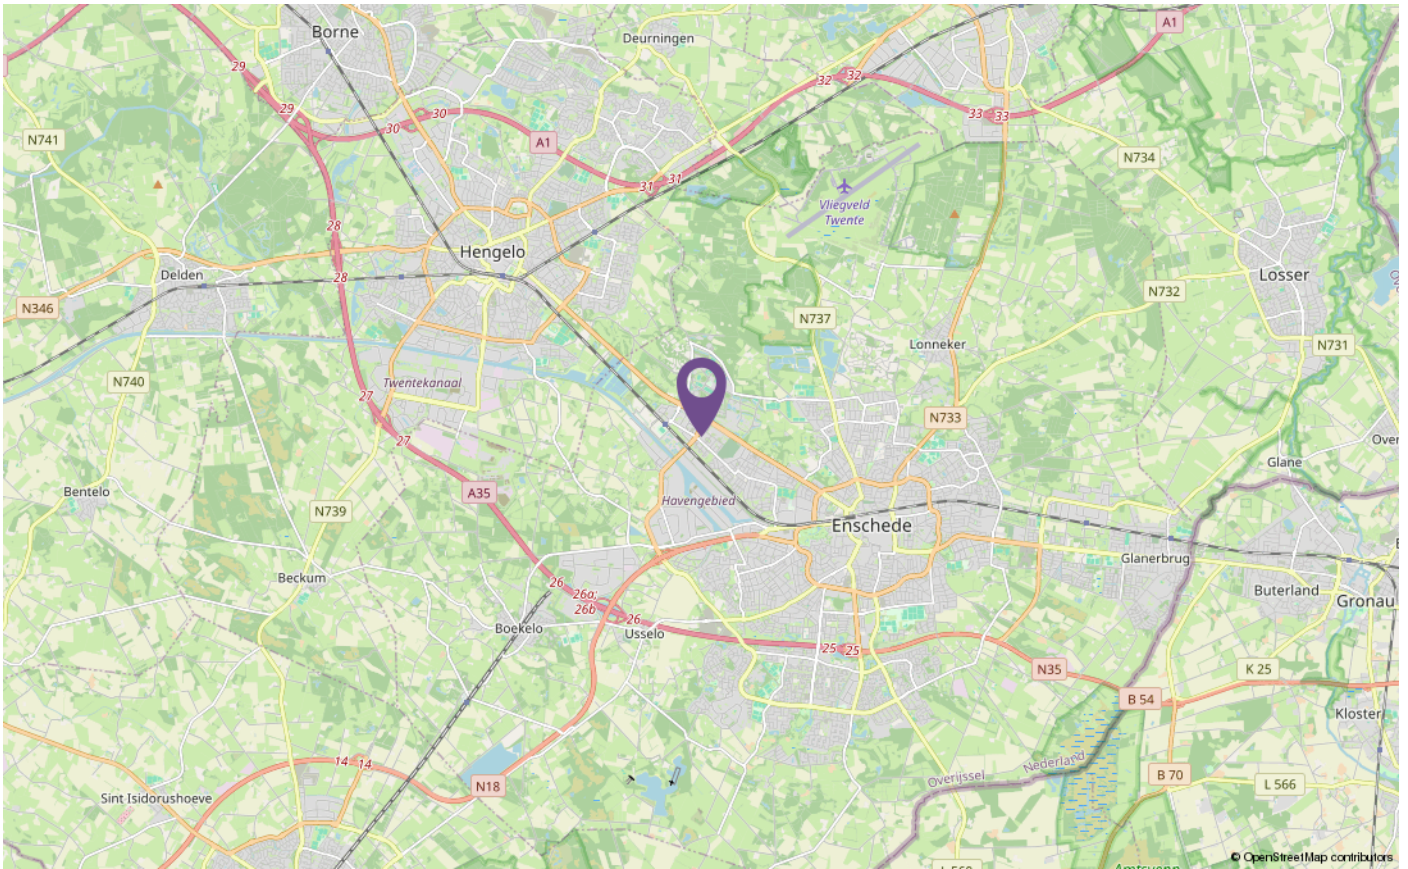 Borne
Deurningen
A1
29
32
32
29
30
30
33
33
A1
N741
A1
N734
31
31
Vliegveld
Twente
28
Hengelo
Delden
28
Losser
N732
N346
N737
Lonneker
N731
N740
Twentekanaal
27
N733
27
Over
Glane
Bentelo
A35
Havengebied
N739
Enschede
Glanerbrug
Beckum
26
26a;
26b
26
Buterland
Gronau
Boekelo
Usselo
25
25
N35
K 25
B 54
Kloster
14
14
Nederland
Overijssel
B 70
L 566
N18
Sint Isidorushoeve
© OpenStreetMap contributors